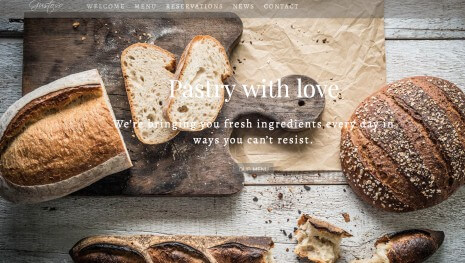 WELCOME MENU RESERVATIONS NEWS CONTACT
Pastry with love
We're bringing you fresh ingredients every day in
ways you can't resist.